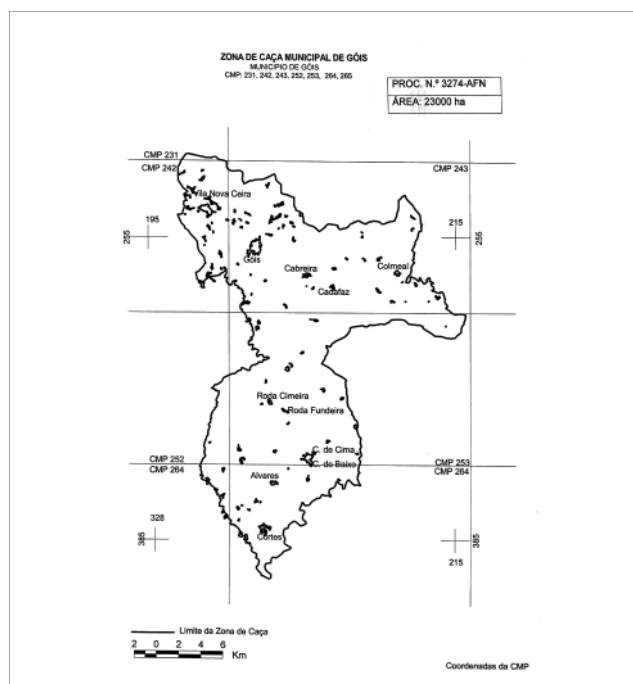 ZONA DE CAÇA MUNICIPAL DE GÓIS
MUNICIPIO DE GÓIS
CMP: 231, 242, 243, 252, 253, 264, 265
PROC. N.º 3274-AFN
ÁREA: 23000 ha
CMP 231
CMP 242
CMP 243
Vila Nova Ceira
195
215
255
255
Góis
Cabreira
Colmeal
Cadafaz
Roda Cimeira
Roda Fundeira
C. de Cima
CMP 252
C. de Baixo
CMP 253
CMP 264
CMP 264
Alvares
328
Cortes
385
385
215
Limite da Zona de Caça
2 0 2 4 6
Km
Coordenadas da CMP